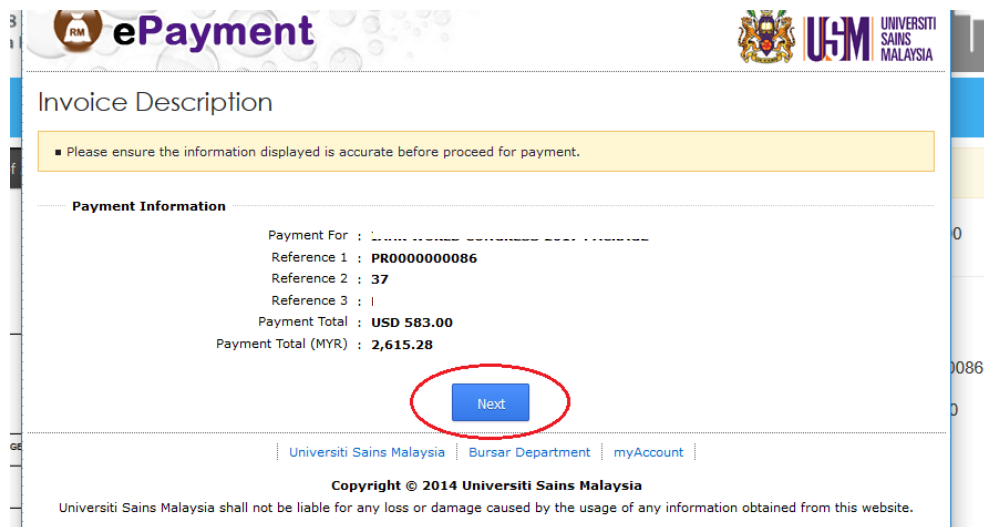 RM ePayment
USM UNIVERSITI SAINS MALAYSIA
Invoice Description
Please ensure the information displayed is accurate before proceed for payment.
Payment Information
Payment For :
Reference 1 : PR0000000086
Reference 2 : 37
Reference 3 :
Payment Total : USD 583.00
Payment Total (MYR) : 2,615.28
0086
Next
Universiti Sains Malaysia Bursar Department myAccount
Copyright © 2014 Universiti Sains Malaysia
Universiti Sains Malaysia shall not be liable for any loss or damage caused by the usage of any information obtained from this website.